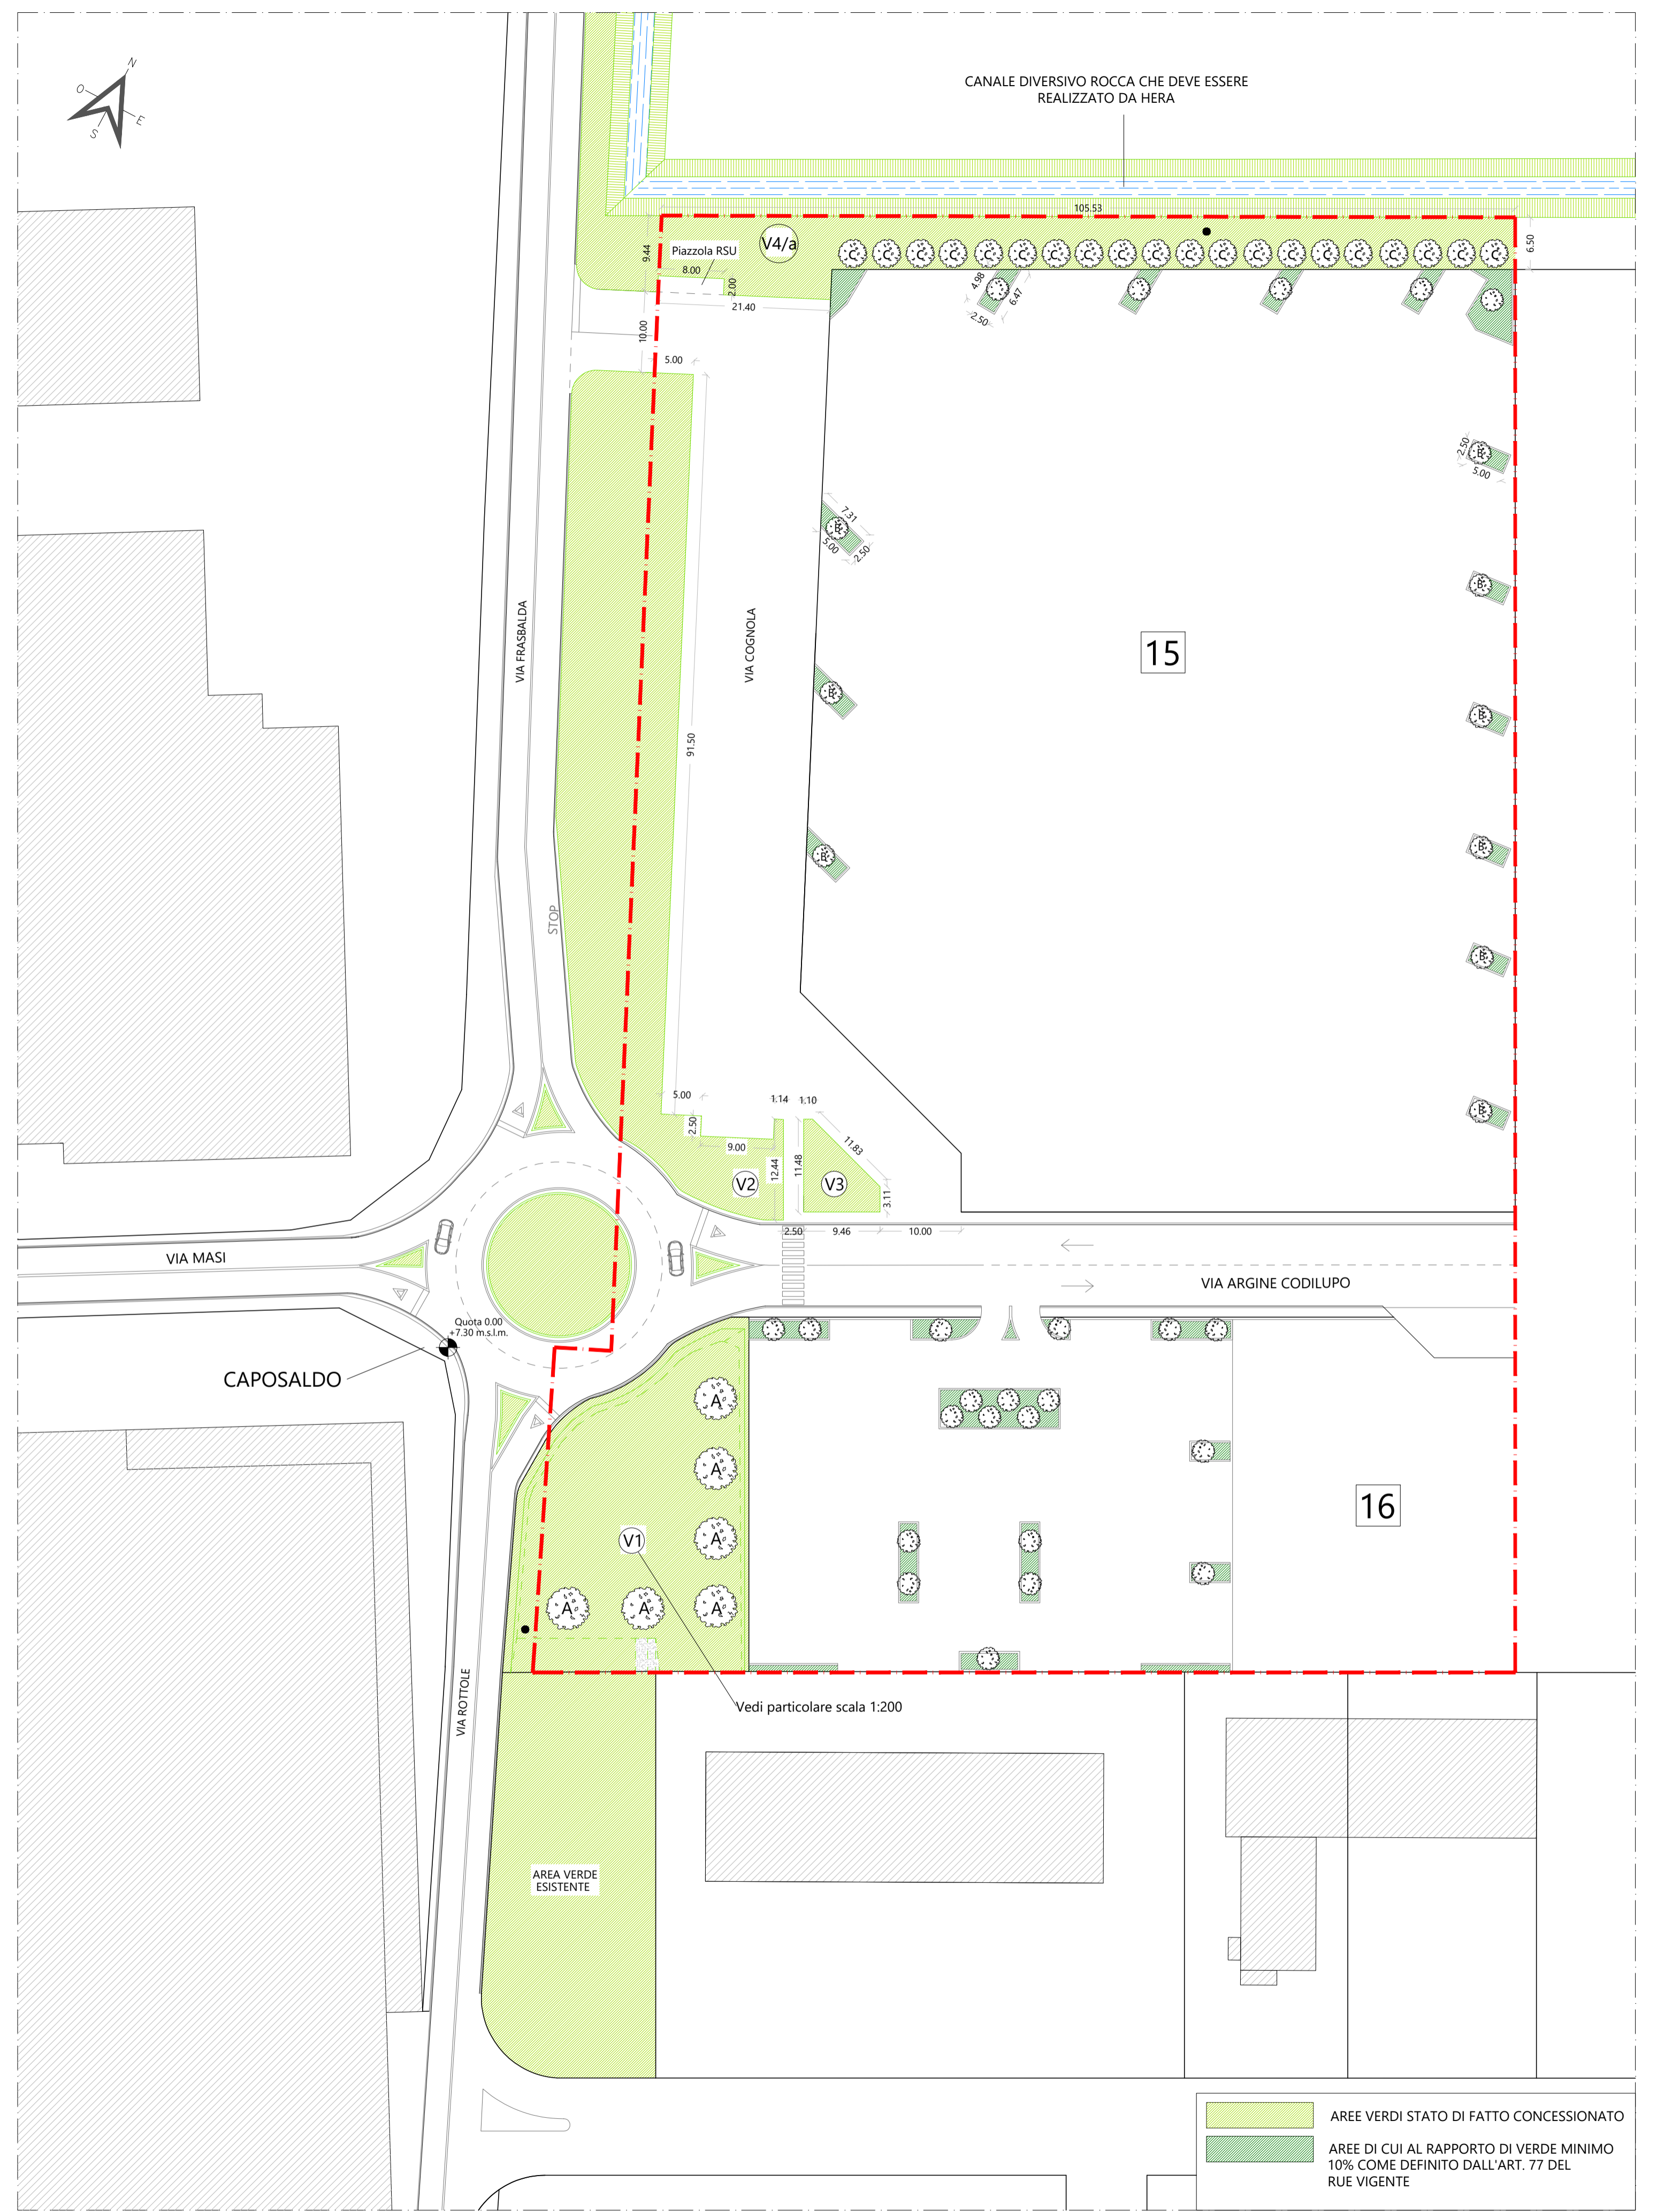 N
O
E
S
CANALE DIVERSIVO ROCCA CHE DEVE ESSERE
REALIZZATO DA HERA
105.53
9.44
Piazzola RSU
V4/a
6.50
8.00
2.00
21.40
C C C C C C C C C C C C C C C C C C C C
4.98
6.47
2.50
10.00
5.00
2.50
B
5.00
7.31
B
5.00
2.50
B
VIA FRASBALDA
VIA COGNOLA
15
B
B
91.50
B
B
STOP
B
5.00
1.14
1.10
B
2.50
9.00
11.83
12.44
11.48
V2
V3
3.11
2.50
9.46
10.00
VIA MASI
VIA ARGINE CODILUPO
Quota 0.00
+7.30 m.s.l.m.
CAPOSALDO
A
A
16
V1
A
A
A
A
VIA ROTTOLE
Vedi particolare scala 1:200
AREA VERDE
ESISTENTE
AREE VERDI STATO DI FATTO CONCESSIONATO
AREE DI CUI AL RAPPORTO DI VERDE MINIMO
10% COME DEFINITO DALL'ART. 77 DEL
RUE VIGENTE